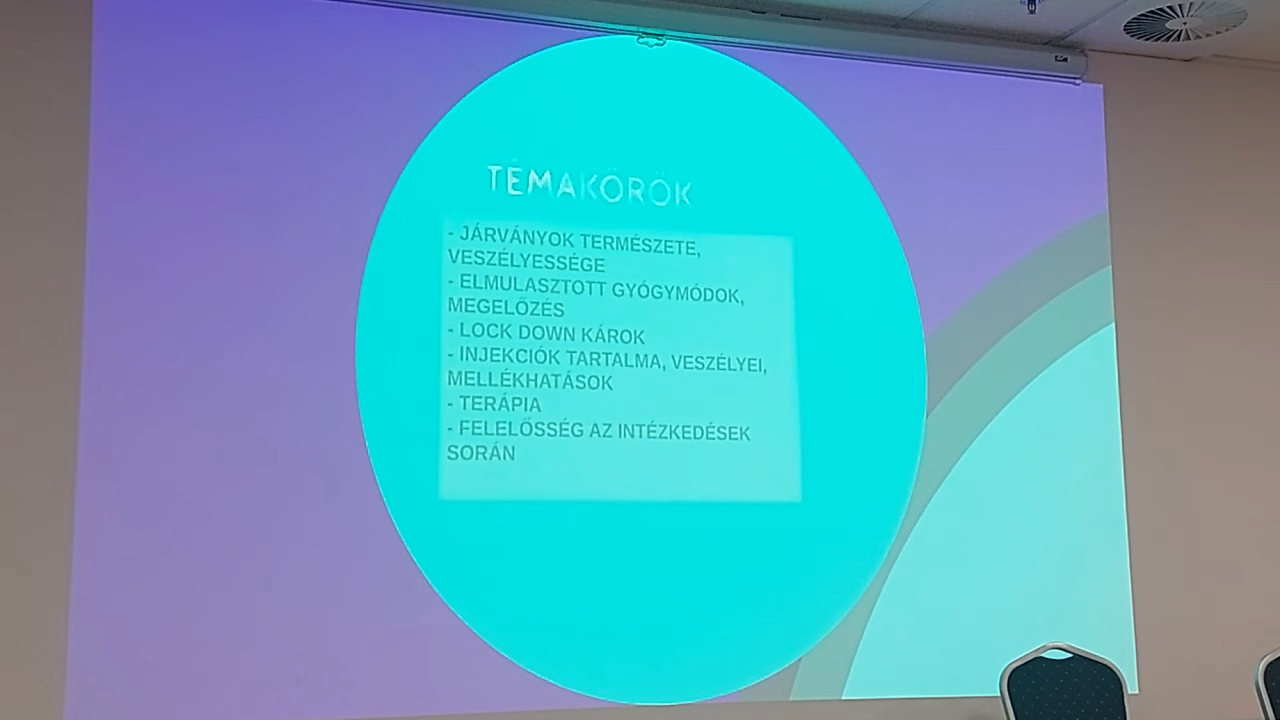 TÉMAKÖRÖK
- JÁRVÁNYOK TERMÉSZETE,
VESZÉLYESSÉGE
- ELMULASZTOTT GYÓGYMÓDOK,
MEGELŐZÉS
- LOCK DOWN KÁROK
- INJEKCIÓK TARTALMA, VESZÉLYEI,
MELLÉKHATÁSOK
- TERÁPIA
- FELELŐSSÉG AZ INTÉZKEDÉSEK
SORÁN